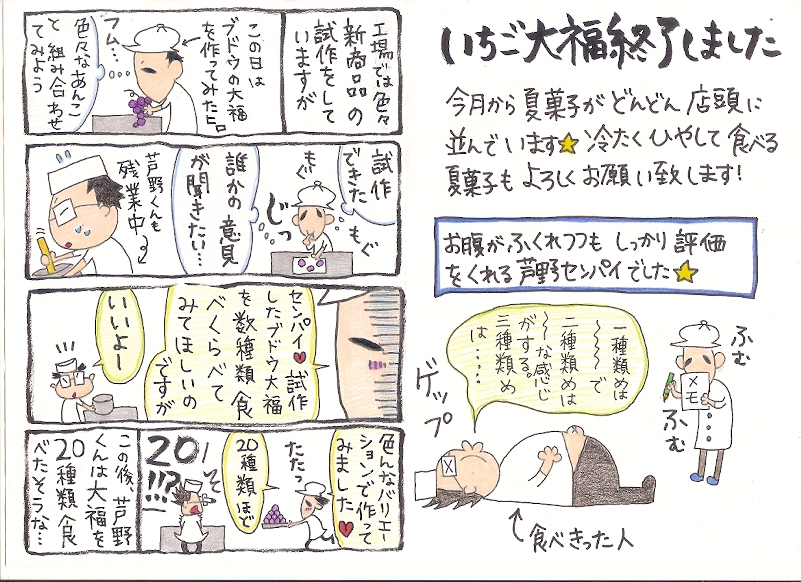 いちご大福終了しました
今月から夏菓子がどんどん店頭に
並んでいます★冷たくひやして食べる
夏菓子もよろしくお願い致します!
お腹がふくれつつもしっかり評価
をくれる芦野センパイでした★
工場では色々
新商品の
試作をして
いますが
この日は
ブドウの大福
を作ってみたヒロ
フム…
色々なあんこ
と組み合わせ
てみよう
試作
できた
もぐ
もぐ
じっ
誰かの意見
が聞きたい…
芦野くんも
残業中
センパイ♥試作
したブドウ大福
を数種類食
べくらべて
みてほしいの
ですが
いいよー
色んなバリエー
ションで作って
みました♥
たたっ
20種類ほど
そ
20!!?
この後、芦野
くんは大福を
20種類食
べたそうな…
一種類めは
〜〜〜で
二種類めは
〜〜な感じ
がする。
三種類め
は‥‥
ゲップ
メモ
ふむ
ふむ
↑食べきった人